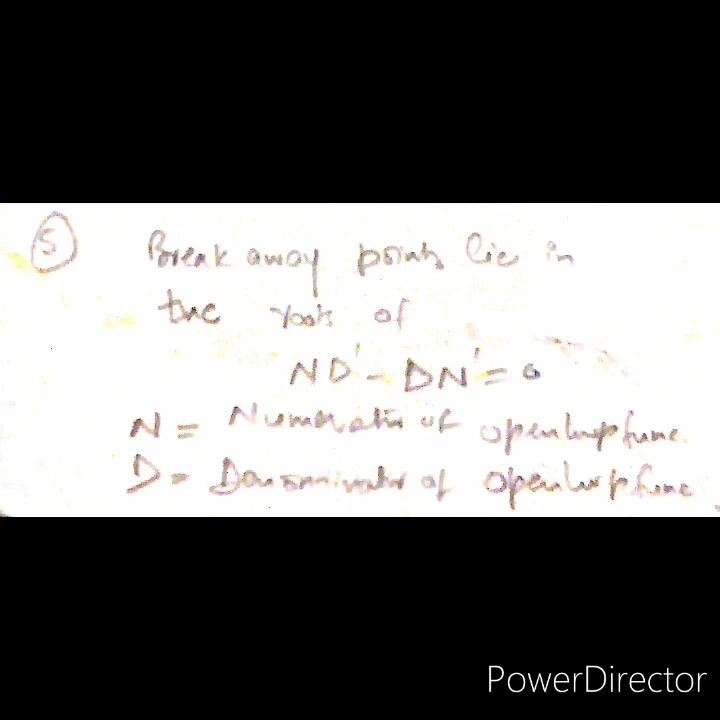 5
Break away points lie in
the roots of
ND' - DN' = 0
N = Numerator of openloop func
D = Denominator of openloop func
PowerDirector